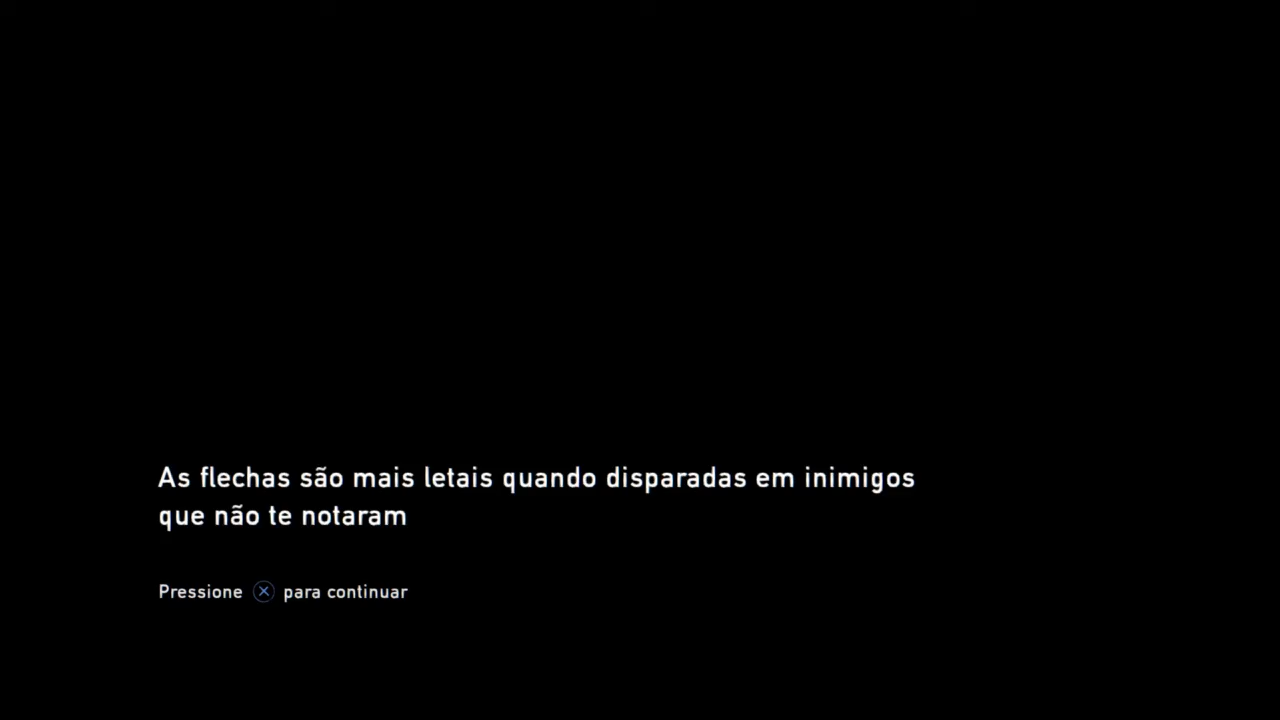 As flechas são mais letais quando disparadas em inimigos
que não te notaram
Pressione ⓧ para continuar